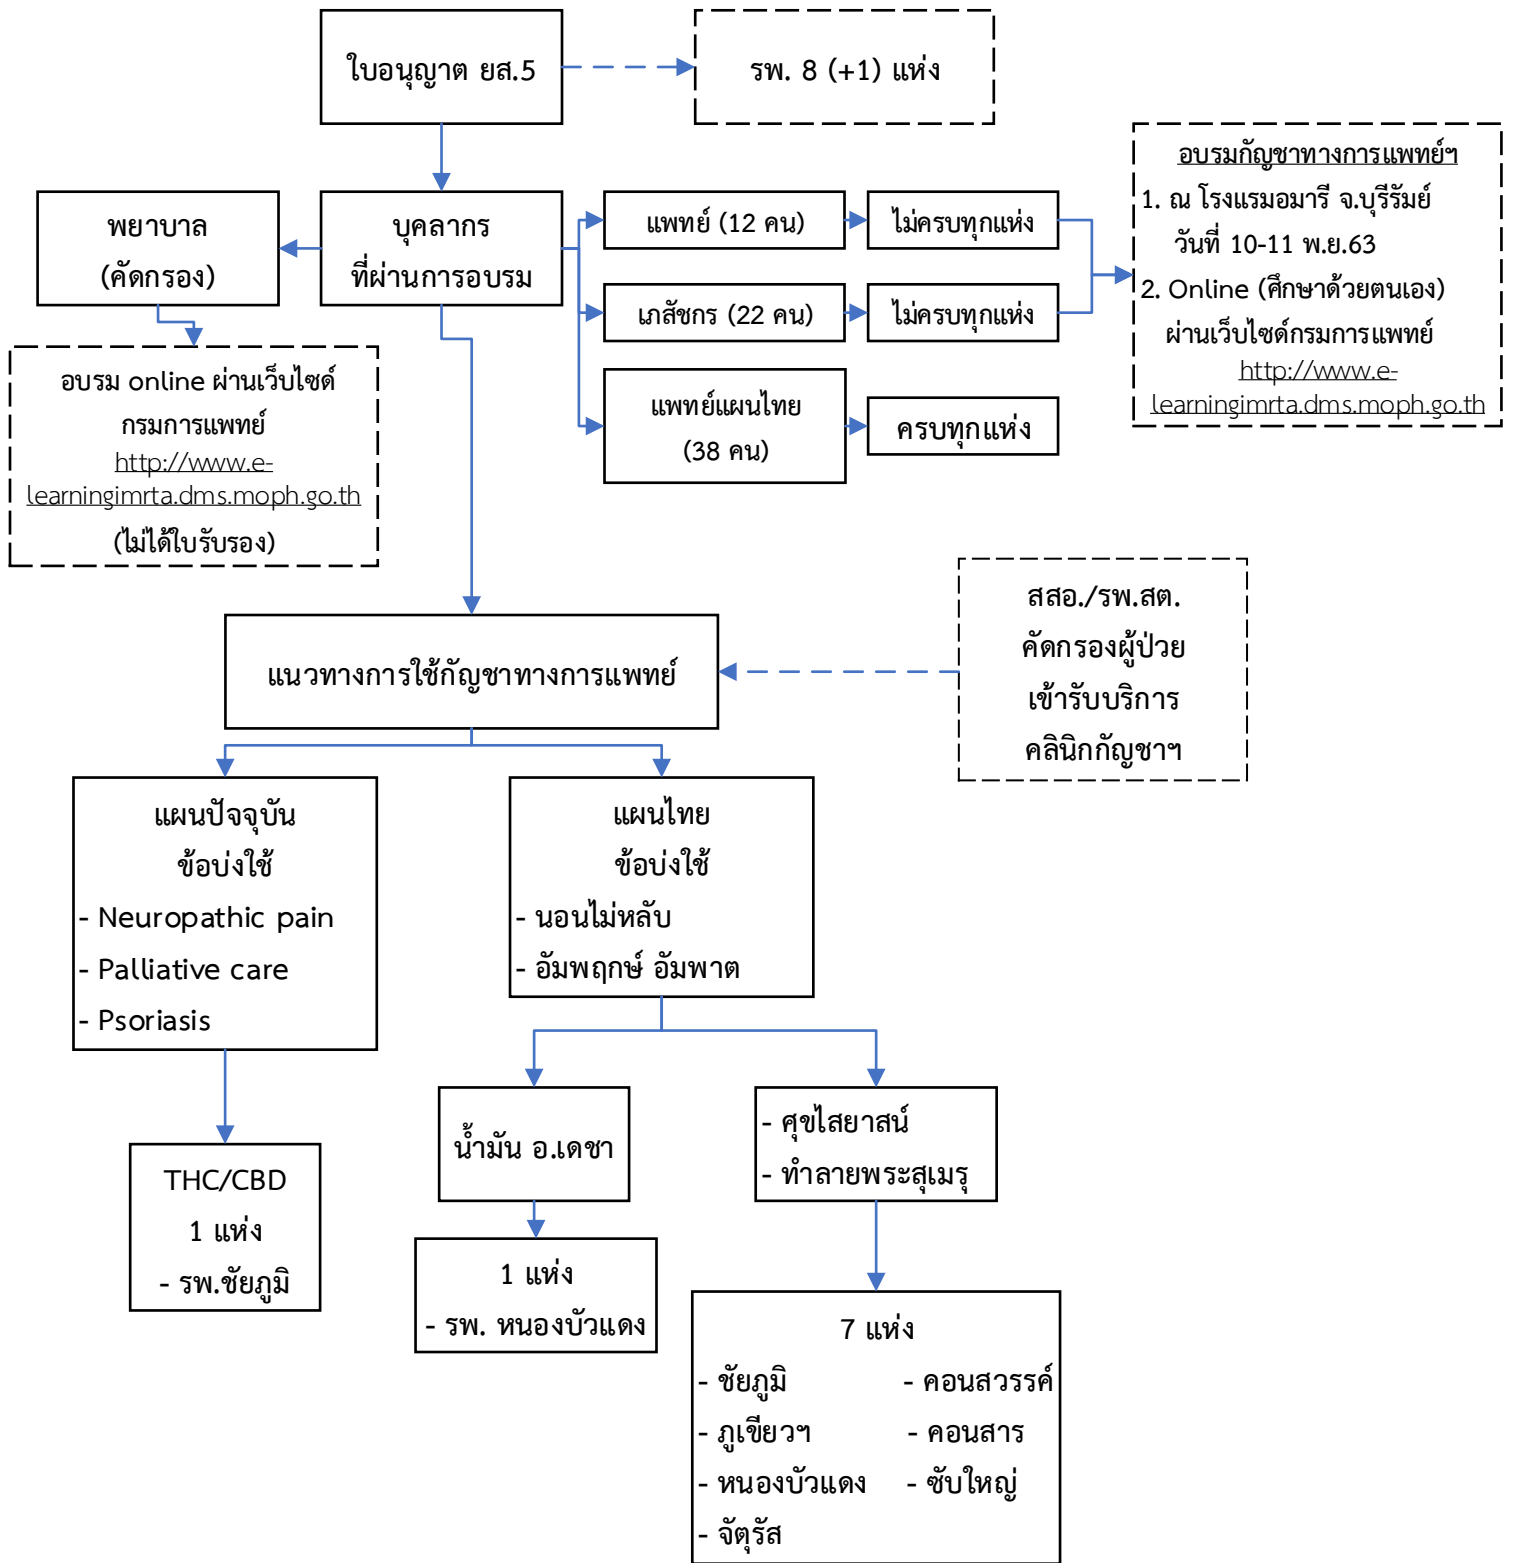 ใบอนุญาต ยส.5
รพ. 8 (+1) แห่ง
อบรมกัญชาทางการแพทย์ฯ
1. ณ โรงแรมอมารี จ.บุรีรัมย์
วันที่ 10-11 พ.ย.63
2. Online (ศึกษาด้วยตนเอง)
ผ่านเว็บไซด์กรมการแพทย์
http://www.e-
learningimrta.dms.moph.go.th
พยาบาล
(คัดกรอง)
บุคลากร
ที่ผ่านการอบรม
แพทย์ (12 คน)
ไม่ครบทุกแห่ง
เภสัชกร (22 คน)
ไม่ครบทุกแห่ง
แพทย์แผนไทย
(38 คน)
ครบทุกแห่ง
อบรม online ผ่านเว็บไซด์
กรมการแพทย์
http://www.e-
learningimrta.dms.moph.go.th
(ไม่ได้ใบรับรอง)
สสอ./รพ.สต.
คัดกรองผู้ป่วย
เข้ารับบริการ
คลินิกกัญชาฯ
แนวทางการใช้กัญชาทางการแพทย์
แผนปัจจุบัน
ข้อบ่งใช้
- Neuropathic pain
- Palliative care
- Psoriasis
แผนไทย
ข้อบ่งใช้
- นอนไม่หลับ
- อัมพฤกษ์ อัมพาต
THC/CBD
1 แห่ง
- รพ.ชัยภูมิ
น้ำมัน อ.เดชา
1 แห่ง
- รพ. หนองบัวแดง
- ศุขไสยาสน์
- ทำลายพระสุเมรุ
7 แห่ง
- ชัยภูมิ - คอนสวรรค์
- ภูเขียวฯ - คอนสาร
- หนองบัวแดง - ซับใหญ่
- จัตุรัส